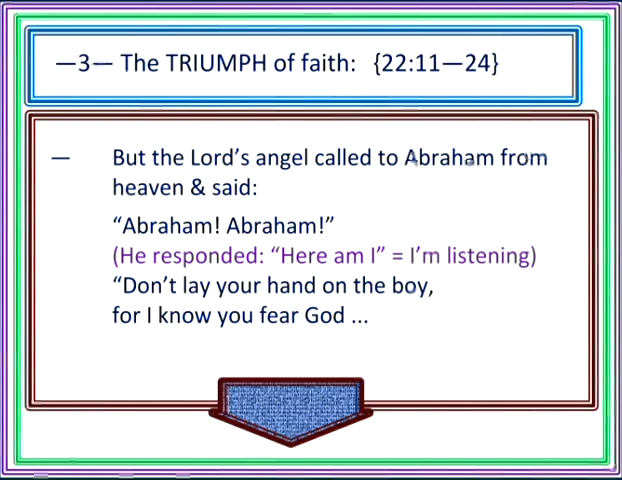 —3— The TRIUMPH of faith: {22:11—24}
— But the Lord’s angel called to Abraham from
heaven & said:
“Abraham! Abraham!”
(He responded: “Here am I” = I’m listening)
“Don’t lay your hand on the boy,
for I know you fear God ...